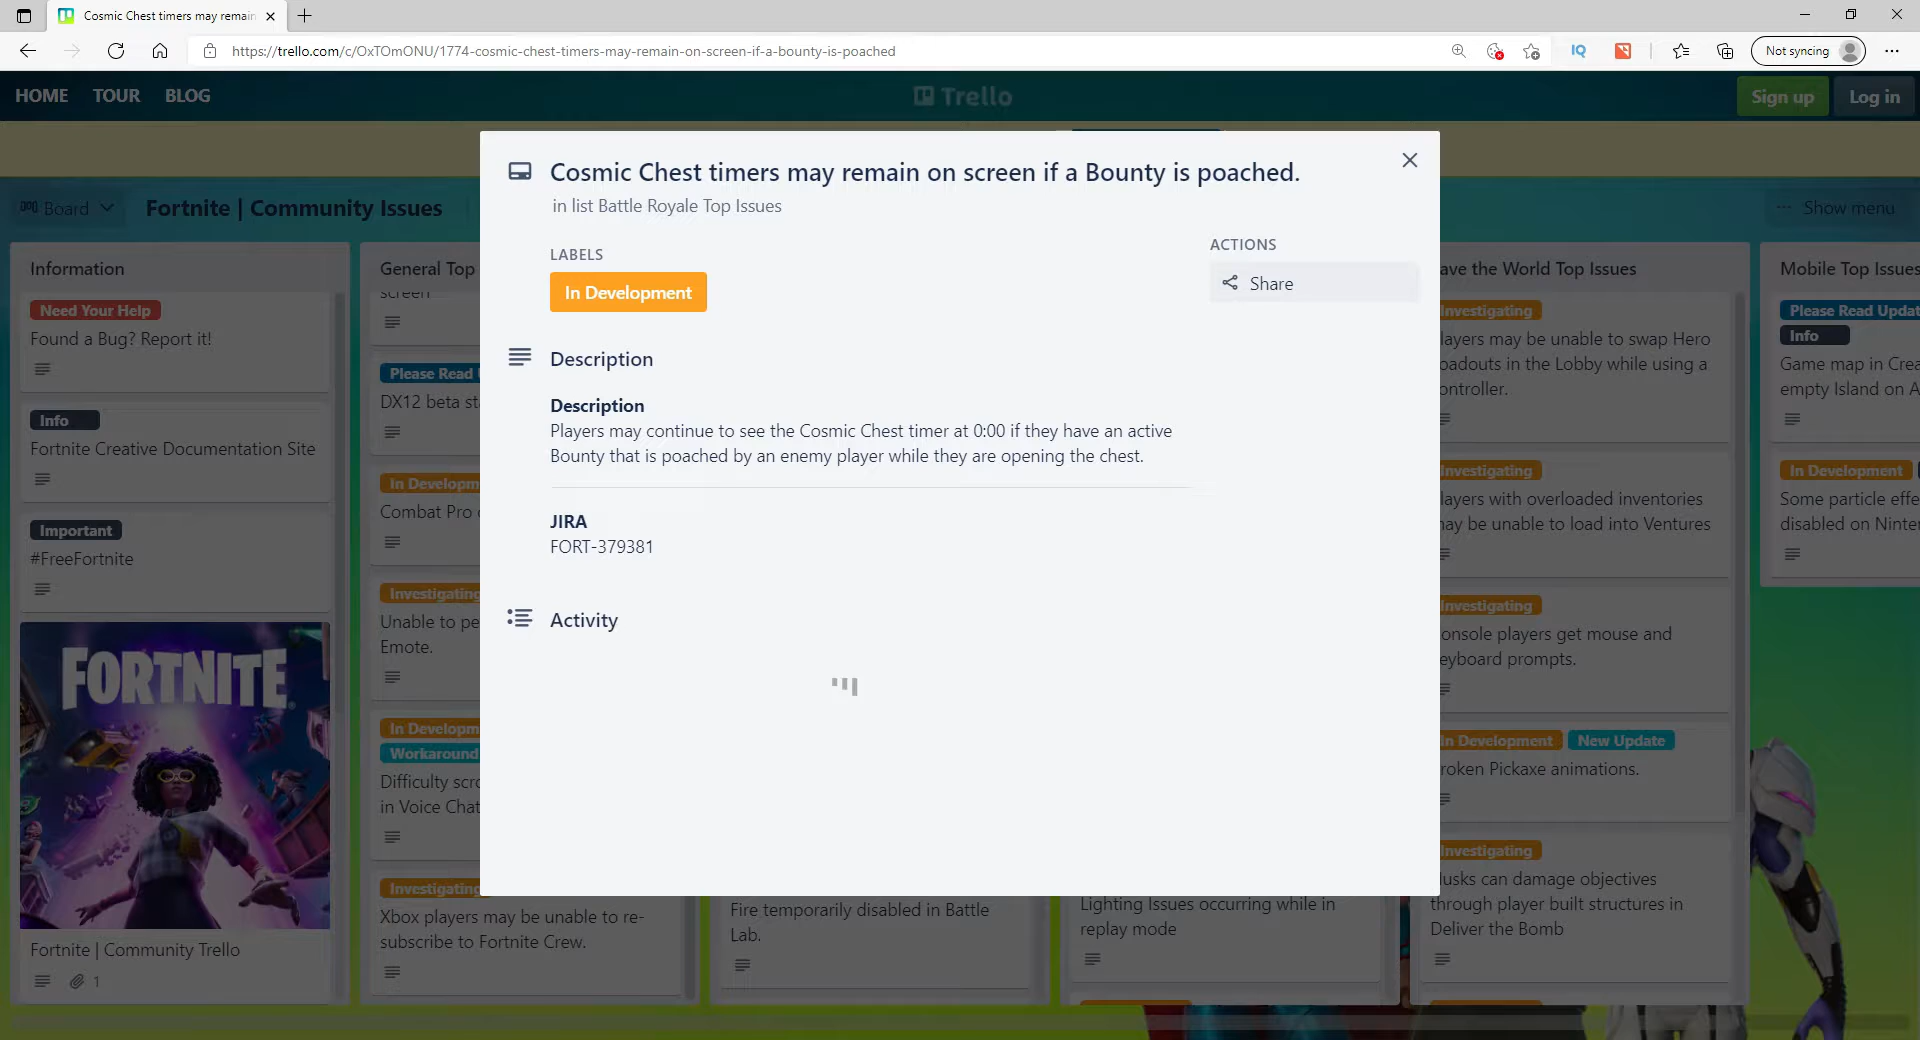 Cosmic Chest timers may remain
https://trello.com/c/OxTOmONU/1774-cosmic-chest-timers-may-remain-on-screen-if-a-bounty-is-poached
IQ
Not syncing
HOME TOUR BLOG
Trello
Sign up
Log in
Board
Fortnite | Community Issues
Show menu
Cosmic Chest timers may remain on screen if a Bounty is poached.
in list Battle Royale Top Issues
LABELS
In Development
ACTIONS
Share
Description
Description
Players may continue to see the Cosmic Chest timer at 0:00 if they have an active
Bounty that is poached by an enemy player while they are opening the chest.
JIRA
FORT-379381
Activity
Information
Need Your Help
Found a Bug? Report it!
Info
Fortnite Creative Documentation Site
Important
#FreeFortnite
FORTNITE
Fortnite | Community Trello
1
General Top
screen
Please Read
DX12 beta
In Developm
Combat Pro
Investigating
Unable to pe
Emote.
In Developm
Workaround
Difficulty scro
in Voice Chat
Investigating
Xbox players may be unable to re-
subscribe to Fortnite Crew.
Fire temporarily disabled in Battle
Lab.
Lighting Issues occurring while in
replay mode
ave the World Top Issues
Investigating
layers may be unable to swap Hero
oadouts in the Lobby while using a
ontroller.
Investigating
layers with overloaded inventories
ay be unable to load into Ventures
Investigating
onsole players get mouse and
eyboard prompts.
In Development New Update
roken Pickaxe animations.
Investigating
usks can damage objectives
through player built structures in
Deliver the Bomb
Mobile Top Issues
Please Read Updat
Info
Game map in Crea
empty Island on A
In Development
Some particle effe
disabled on Ninte